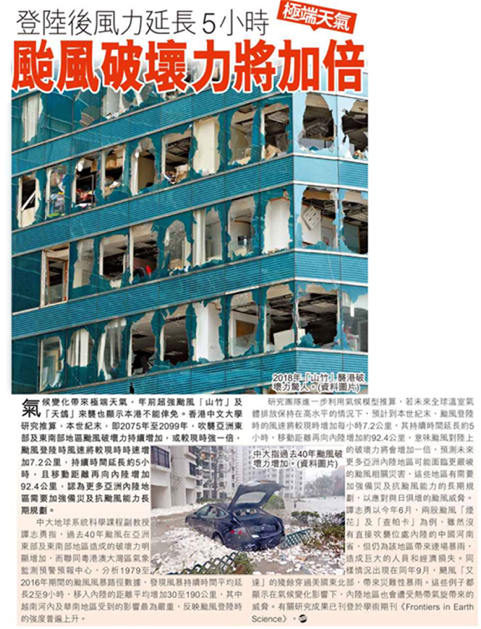 登陸後風力延長5小時
極端天氣
颱風破壞力將加倍
2018年「山竹」襲港破
壞力驚人。(資料圖片)
氣候變化帶來極端天氣，年前超強颱風「山竹」及
「天鴿」來襲也顯示本港不能倖免。香港中文大學
研究推算，本世紀末，即2075年至2099年，吹襲亞洲東
部及東南部地區颱風破壞力持續增加，或較現時強一倍，
颱風登陸時風速將較現時時速增
加7.2公里，持續時間延長約5小
時，且移動距離再向內陸增加
92.4公里，認為更多亞洲內陸地
區需要加強備災及抗颱風能力長
期規劃。
中大地球系統科學課程副教授
譚志勇指，過去40年颱風在亞洲
東部及東南部地區造成的破壞力明
顯增加，而聯同粵港澳大灣區氣象
監測預警預報中心，分析1979至
2016年期間的颱風風暴路徑數據，發現風暴持續時間平均延
長2至9小時，移入內陸的距離平均增加30至190公里，其中
越南河內及華南地區受到的影響最為嚴重，反映颱風登陸時
的強度普遍上升。
中大指過去40年颱風破
壞力增加。(資料圖片)
研究團隊進一步利用氣候模型推算，若未來全球溫室氣
體排放保持在高水平的情況下，預計到本世紀末，颱風登陸
時的風速將較現時增加每小時7.2公里，其持續時間延長約5
小時，移動距離再向內陸增加約92.4公里，意味颱風對陸上
的破壞力將會增加一倍，預測未來
更多亞洲內陸地區可能面臨更嚴峻
的颱風相關災害，這些地區有需要
加強備災及抗颱風能力的長期規
劃，以應對與日俱增的颱風威脅。
譚志勇以今年6月，兩股颱風「煙
花」及「查帕卡」為例，雖然沒
有直接吹襲位處內陸的中國河南
省，但仍為該地帶來連場暴雨，
造成巨大的人員和經濟損失。同
樣情況出現在同年9月，颶風「艾
達」的殘餘穿過美國東北部，帶來災難性暴雨。這些例子都
顯示在氣候變化影響下，內陸地區也會遭受熱帶氣旋帶來的
威脅。有關研究成果已刊登於學術期刊《Frontiers in Earth
Science》。